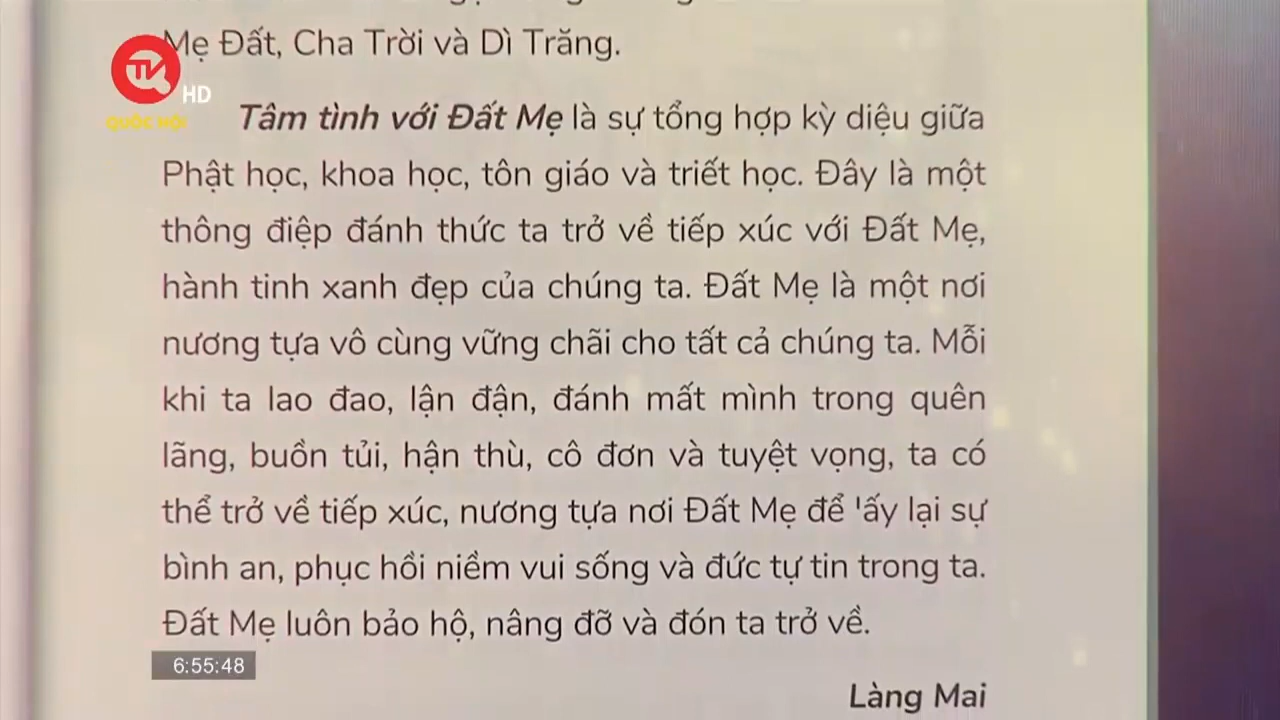 Mẹ Đất, Cha Trời và Dì Trăng.
TV
HD
QUỐC HỘI
Tâm tình với Đất Mẹ là sự tổng hợp kỳ diệu giữa
Phật học, khoa học, tôn giáo và triết học. Đây là một
thông điệp đánh thức ta trở về tiếp xúc với Đất Mẹ,
hành tinh xanh đẹp của chúng ta. Đất Mẹ là một nơi
nương tựa vô cùng vững chãi cho tất cả chúng ta. Mỗi
khi ta lao đao, lận đận, đánh mất mình trong quên
lãng, buồn tủi, hận thù, cô đơn và tuyệt vọng, ta có
thể trở về tiếp xúc, nương tựa nơi Đất Mẹ để 'ấy lại sự
bình an, phục hồi niềm vui sống và đức tự tin trong ta.
Đất Mẹ luôn bảo hộ, nâng đỡ và đón ta trở về.
6:55:48
Làng Mai